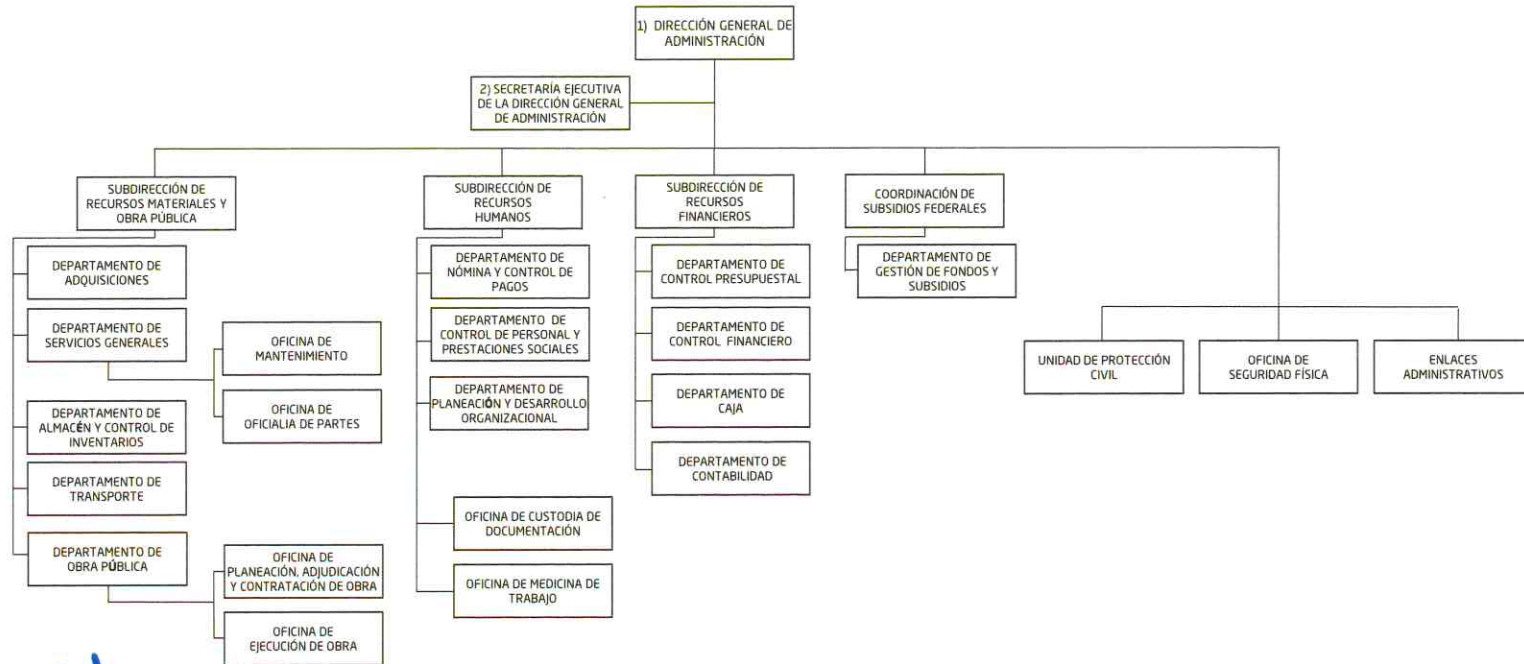 1) DIRECCIÓN GENERAL DE
ADMINISTRACIÓN
2) SECRETARÍA EJECUTIVA
DE LA DIRECCIÓN GENERAL
DE ADMINISTRACIÓN
SUBDIRECCIÓN DE
RECURSOS MATERIALES Y
OBRA PÚBLICA
DEPARTAMENTO DE
ADQUISICIONES
DEPARTAMENTO DE
SERVICIOS GENERALES
OFICINA DE
MANTENIMIENTO
OFICINA DE
OFICIALIA DE PARTES
DEPARTAMENTO DE
ALMACÉN Y CONTROL DE
INVENTARIOS
DEPARTAMENTO DE
TRANSPORTE
DEPARTAMENTO DE
OBRA PÚBLICA
OFICINA DE
PLANEACIÓN, ADJUDICACIÓN
Y CONTRATACIÓN DE OBRA
OFICINA DE
EJECUCIÓN DE OBRA
SUBDIRECCIÓN DE
RECURSOS
HUMANOS
DEPARTAMENTO DE
NÓMINA Y CONTROL DE
PAGOS
DEPARTAMENTO DE
CONTROL DE PERSONAL Y
PRESTACIONES SOCIALES
DEPARTAMENTO DE
PLANEACIÓN Y DESARROLLO
ORGANIZACIONAL
OFICINA DE CUSTODIA DE
DOCUMENTACIÓN
OFICINA DE MEDICINA DE
TRABAJO
SUBDIRECCIÓN DE
RECURSOS
FINANCIEROS
DEPARTAMENTO DE
CONTROL PRESUPUESTAL
DEPARTAMENTO DE
CONTROL FINANCIERO
DEPARTAMENTO DE
CAJA
DEPARTAMENTO DE
CONTABILIDAD
COORDINACIÓN DE
SUBSIDIOS FEDERALES
DEPARTAMENTO DE
GESTIÓN DE FONDOS Y
SUBSIDIOS
UNIDAD DE PROTECCIÓN
CIVIL
OFICINA DE
SEGURIDAD FÍSICA
ENLACES
ADMINISTRATIVOS